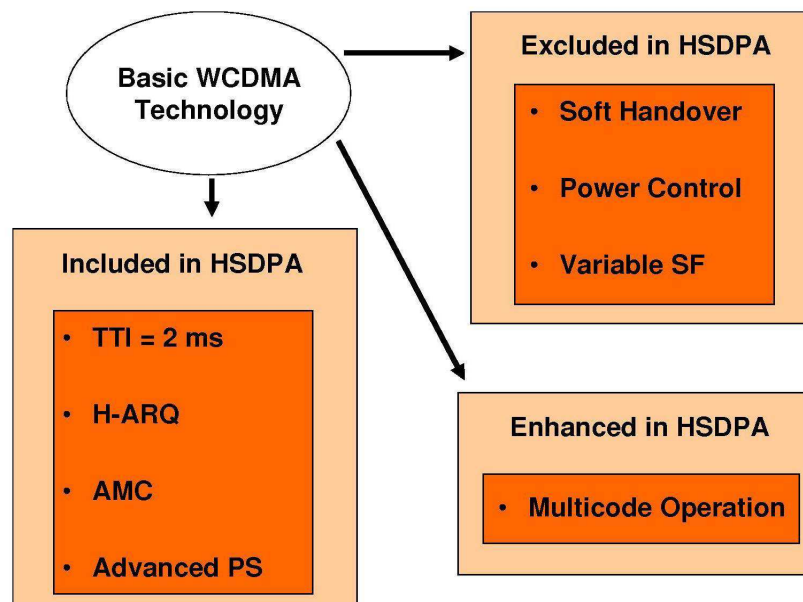 Basic WCDMA
Technology
Excluded in HSDPA
• Soft Handover
• Power Control
• Variable SF
Included in HSDPA
• TTI = 2 ms
• H-ARQ
• AMC
• Advanced PS
Enhanced in HSDPA
• Multicode Operation